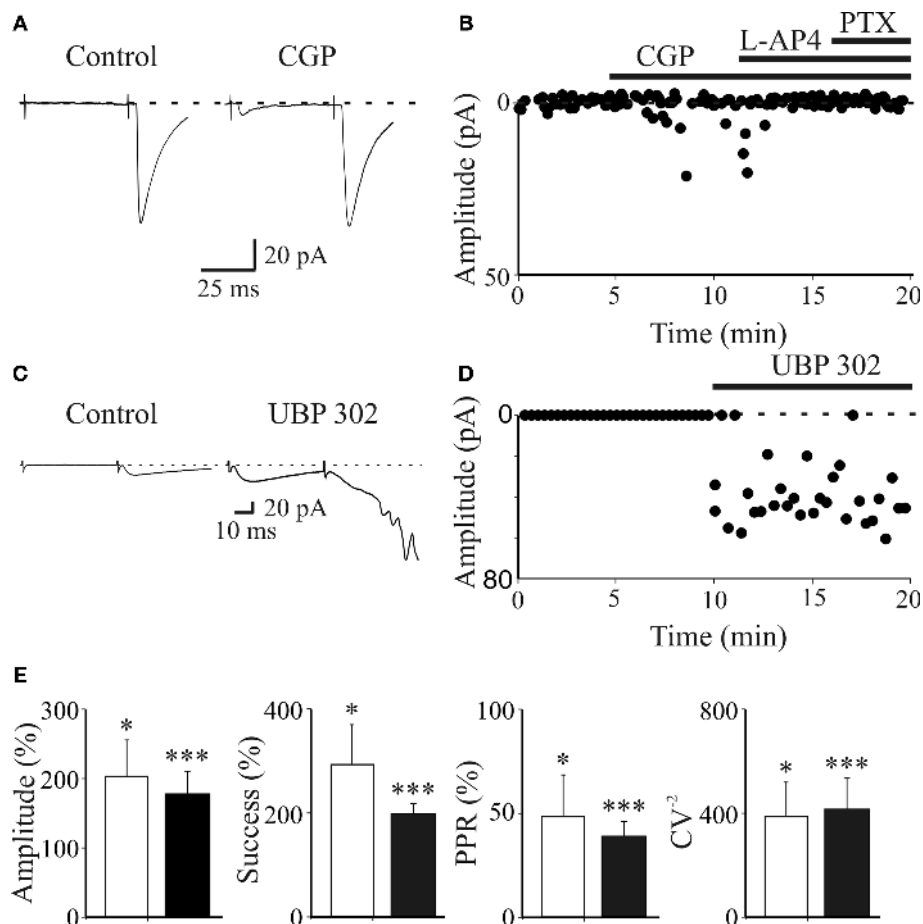 A
Control
CGP
20 pA
25 ms
B
PTX
L-AP4
CGP
Amplitude (pA)
0
50
0 5 10 15 20
Time (min)
C
Control
UBP 302
20 pA
10 ms
D
UBP 302
Amplitude (pA)
0
80
0 5 10 15 20
Time (min)
E
Amplitude (%)
300
200
100
0
* ***
Success (%)
400
200
0
* ***
PPR (%)
100
50
0
* ***
CV⁻²
800
400
0
* ***